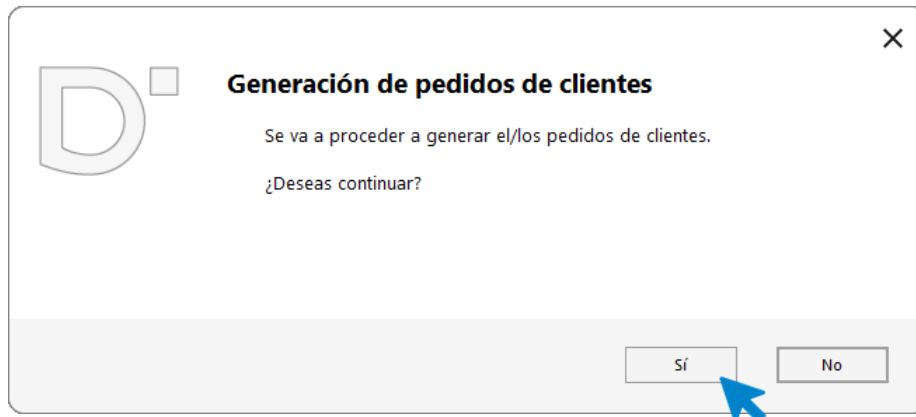 Generación de pedidos de clientes
Se va a proceder a generar el/los pedidos de clientes.
¿Deseas continuar?
Sí
No